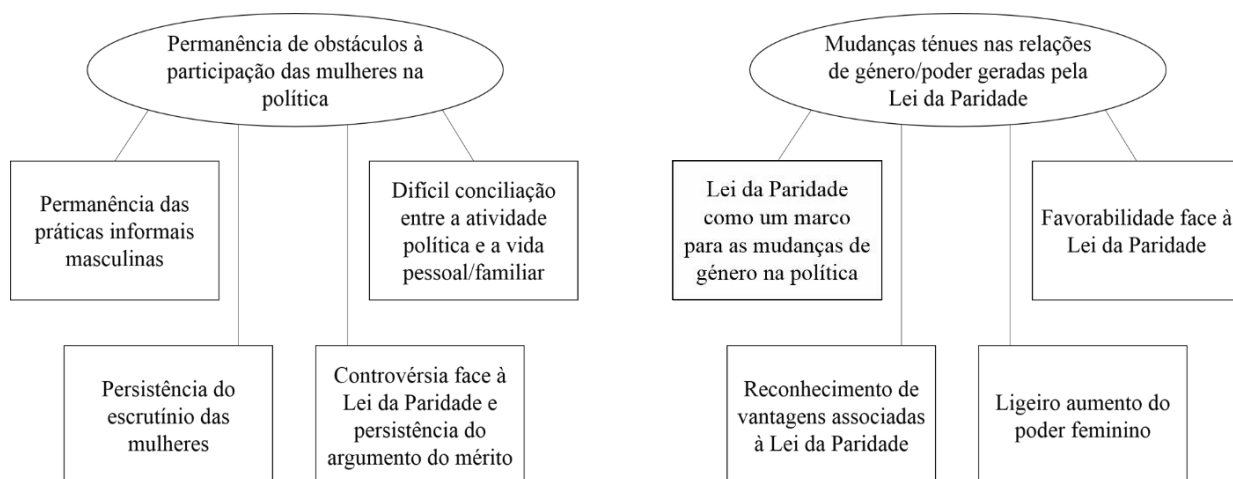 Permanência de obstáculos à
participação das mulheres na
política
Permanência das
práticas informais
masculinas
Difícil conciliação
entre a atividade
política e a vida
pessoal/familiar
Persistência do
escrutínio das
mulheres
Controvérsia face à
Lei da Paridade e
persistência do
argumento do mérito
Mudanças ténues nas relações
de género/poder geradas pela
Lei da Paridade
Lei da Paridade
como um marco
para as mudanças de
género na política
Favorabilidade face à
Lei da Paridade
Reconhecimento de
vantagens associadas
à Lei da Paridade
Ligeiro aumento do
poder feminino